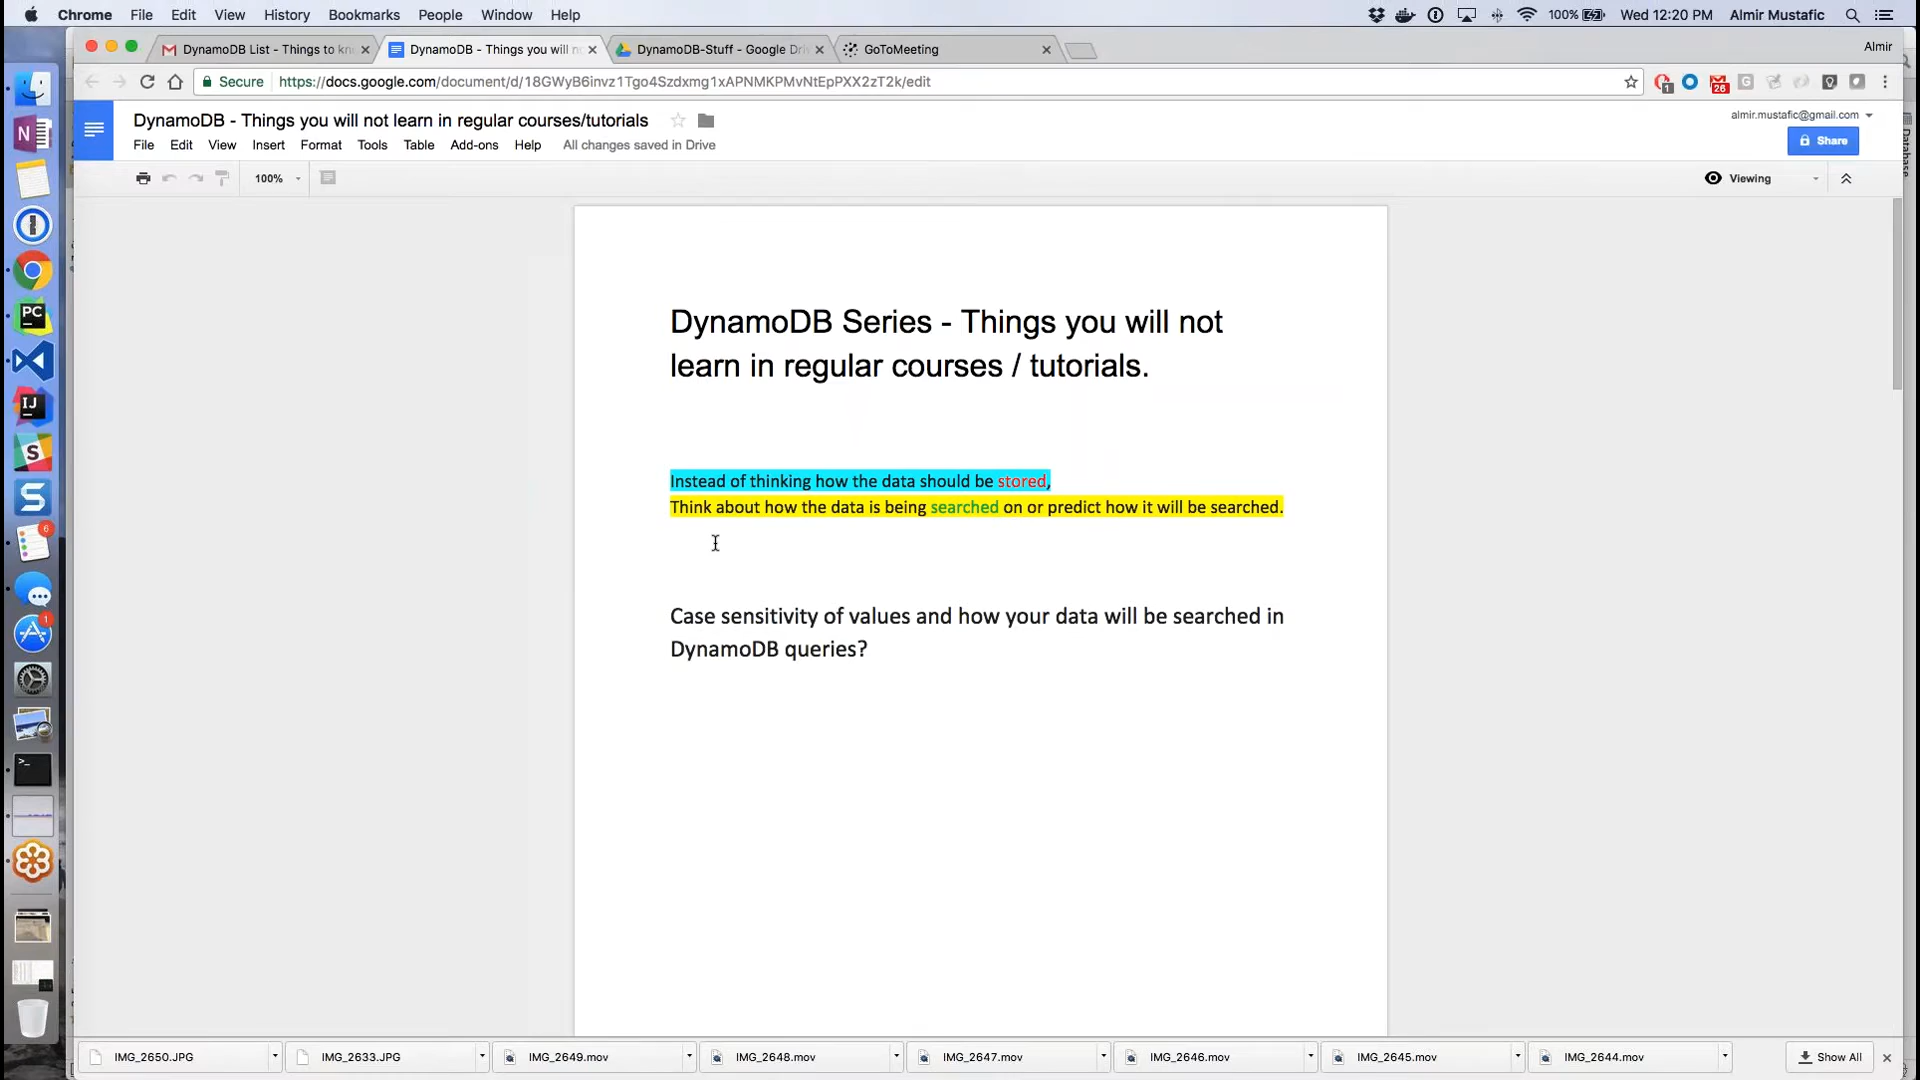 Chrome File Edit View History Bookmarks People Window Help 100% Wed 12:20 PM Almir Mustafic
DynamoDB List - Things to kn
DynamoDB - Things you will n
DynamoDB-Stuff - Google Dri
GoToMeeting
Almir
Secure https://docs.google.com/document/d/18GWyB6invz1Tgo4Szdxmg1xAPNMKPMvNtEpPXX2zT2k/edit
DynamoDB - Things you will not learn in regular courses/tutorials
almir.mustafic@gmail.com
File Edit View Insert Format Tools Table Add-ons Help All changes saved in Drive
Share
100%
Viewing
DynamoDB Series - Things you will not
learn in regular courses / tutorials.
Instead of thinking how the data should be stored,
Think about how the data is being searched on or predict how it will be searched.
Case sensitivity of values and how your data will be searched in
DynamoDB queries?
IMG_2650.JPG IMG_2633.JPG IMG_2649.mov IMG_2648.mov IMG_2647.mov IMG_2646.mov IMG_2645.mov IMG_2644.mov Show All